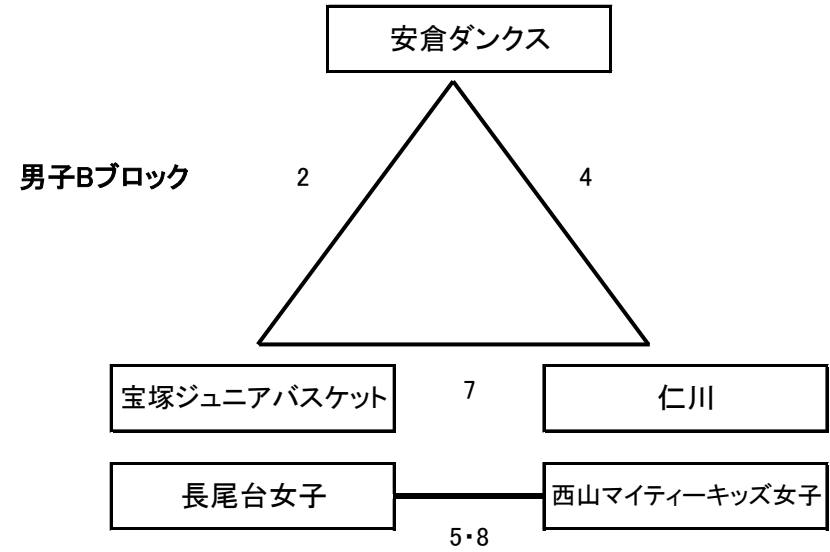 安倉ダンクス
男子Bブロック
2
4
宝塚ジュニアバスケット
7
仁川
長尾台女子
西山マイティーキッズ女子
5・8